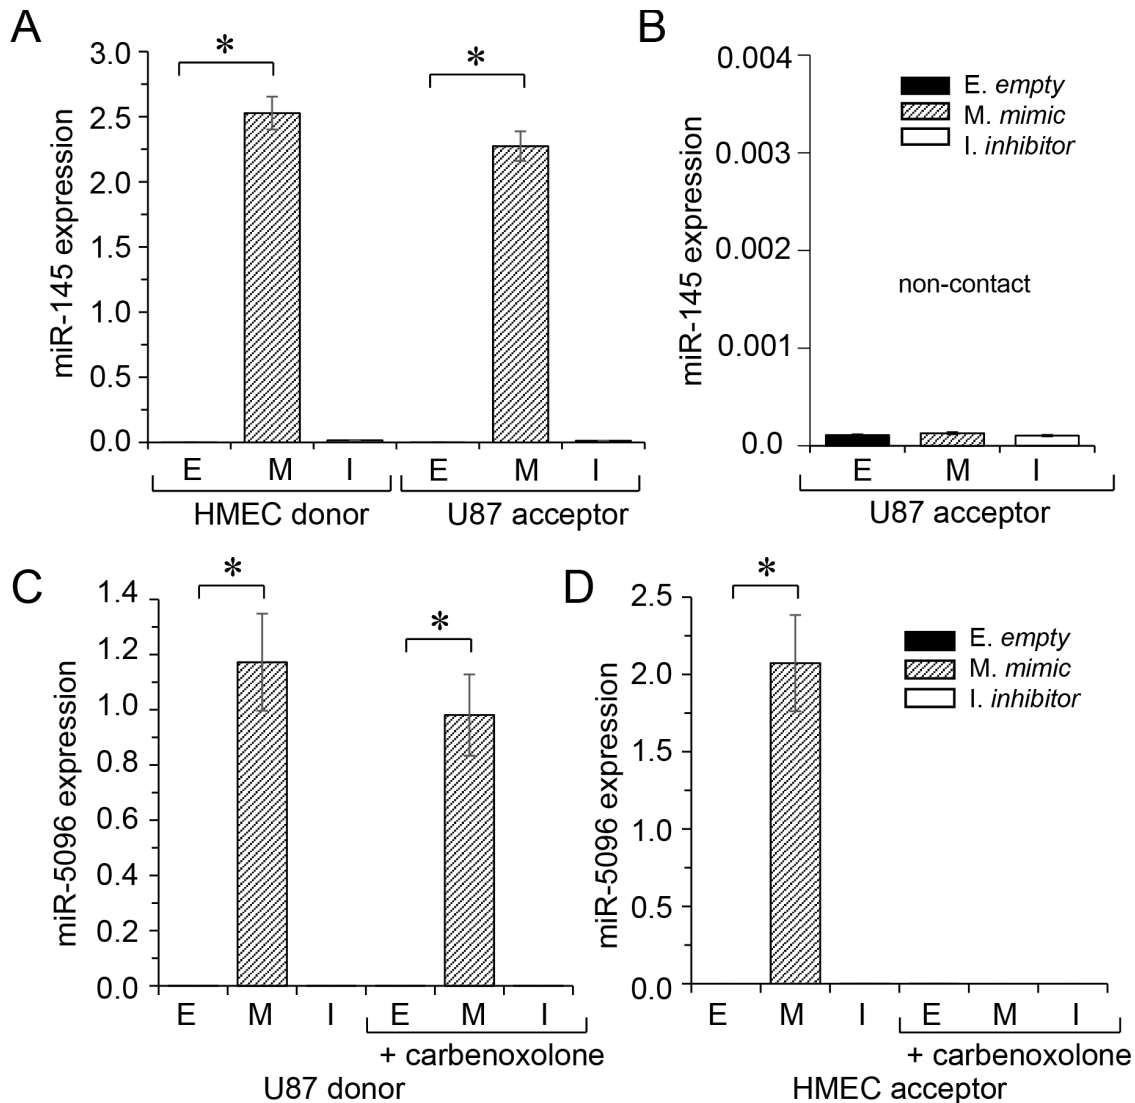 A
miR-145 expression
3.0
2.5
2.0
1.5
1.0
0.5
0.0
*
*
E M I E M I
HMEC donor U87 acceptor
B
miR-145 expression
0.004
0.003
0.002
0.001
0.0
E. empty
M. mimic
I. inhibitor
non-contact
E M I
U87 acceptor
C
miR-5096 expression
1.4
1.2
1.0
0.8
0.6
0.4
0.2
0.0
*
*
E M I E M I
+ carbenoxolone
U87 donor
D
miR-5096 expression
2.5
2.0
1.5
1.0
0.5
0.0
*
E. empty
M. mimic
I. inhibitor
E M I E M I
+ carbenoxolone
HMEC acceptor